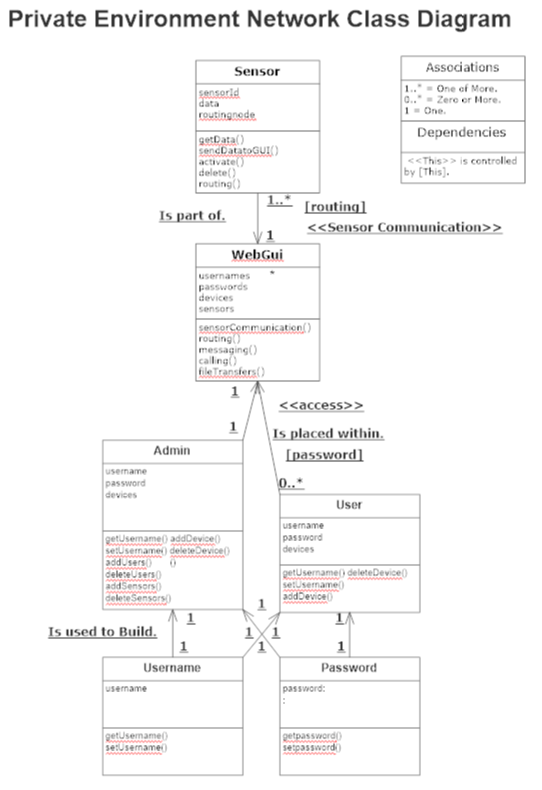 Private Environment Network Class Diagram
Sensor
sensorId
data
routingnode
getData()
sendDatatoGUI()
activate()
delete()
routing()
Associations
1..* = One of More.
0..* = Zero or More.
1 = One.
Dependencies
<<This>> is controlled
by [This].
1..*
[routing]
Is part of.
<<Sensor Communication>>
1
WebGui
usernames *
passwords
devices
sensors
sensorCommunication()
routing()
messaging()
calling()
fileTransfers()
1
<<access>>
1
Is placed within.
[password]
0..*
Admin
username
password
devices
getUsername() addDevice()
setUsername() deleteDevice()
addUsers() ()
deleteUsers()
addSensors()
deleteSensors()
User
username
password
devices
getUsername() deleteDevice()
setUsername()
addDevice()
1
1
1
Is used to Build.
1
1
1
1
1
Username
username
getUsername()
setUsername()
Password
password:
:
getpassword()
setpassword()